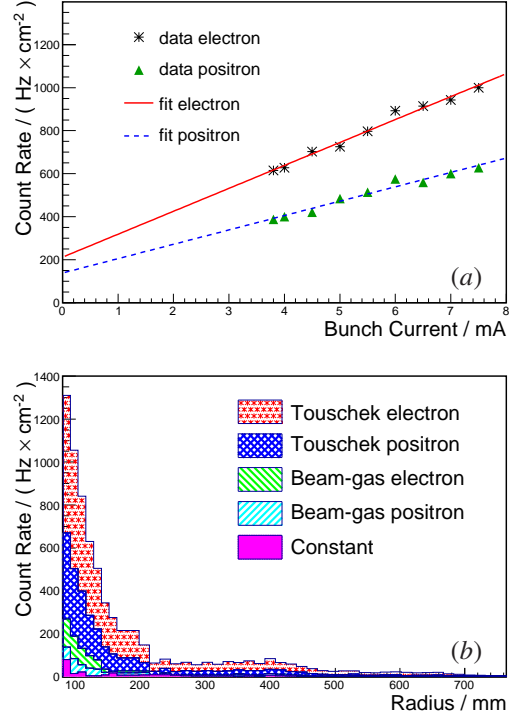 1400
1200
1000
800
600
400
200
0
Count Rate / ( Hz × cm⁻² )
data electron
data positron
fit electron
fit positron
(a)
0 1 2 3 4 5 6 7 8
Bunch Current / mA
1400
1200
1000
800
600
400
200
0
Count Rate / ( Hz × cm⁻² )
Touschek electron
Touschek positron
Beam-gas electron
Beam-gas positron
Constant
(b)
100 200 300 400 500 600 700
Radius / mm